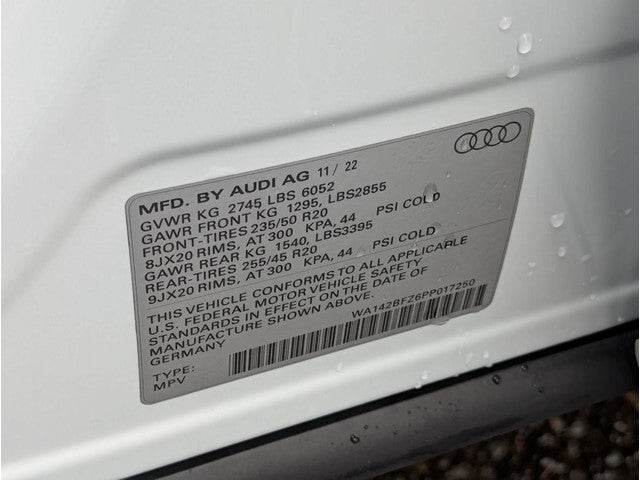 MFD. BY AUDI AG 11/ 22
GVWR KG 2745 LBS 6052
GAWR FRONT KG 1295, LBS2855
FRONT-TIRES 235/50 R20
8JX20 RIMS, AT 300 KPA, 44 PSI COLD
GAWR REAR KG 1540, LBS3395
REAR-TIRES 255/45 R20
9JX20 RIMS, AT 300 KPA, 44 PSI COLD
THIS VEHICLE CONFORMS TO ALL APPLICABLE
U.S. FEDERAL MOTOR VEHICLE SAFETY
STANDARDS IN EFFECT ON THE DATE OF
MANUFACTURE SHOWN ABOVE.
GERMANY
WA142BFZ6PP017250
TYPE:
MPV